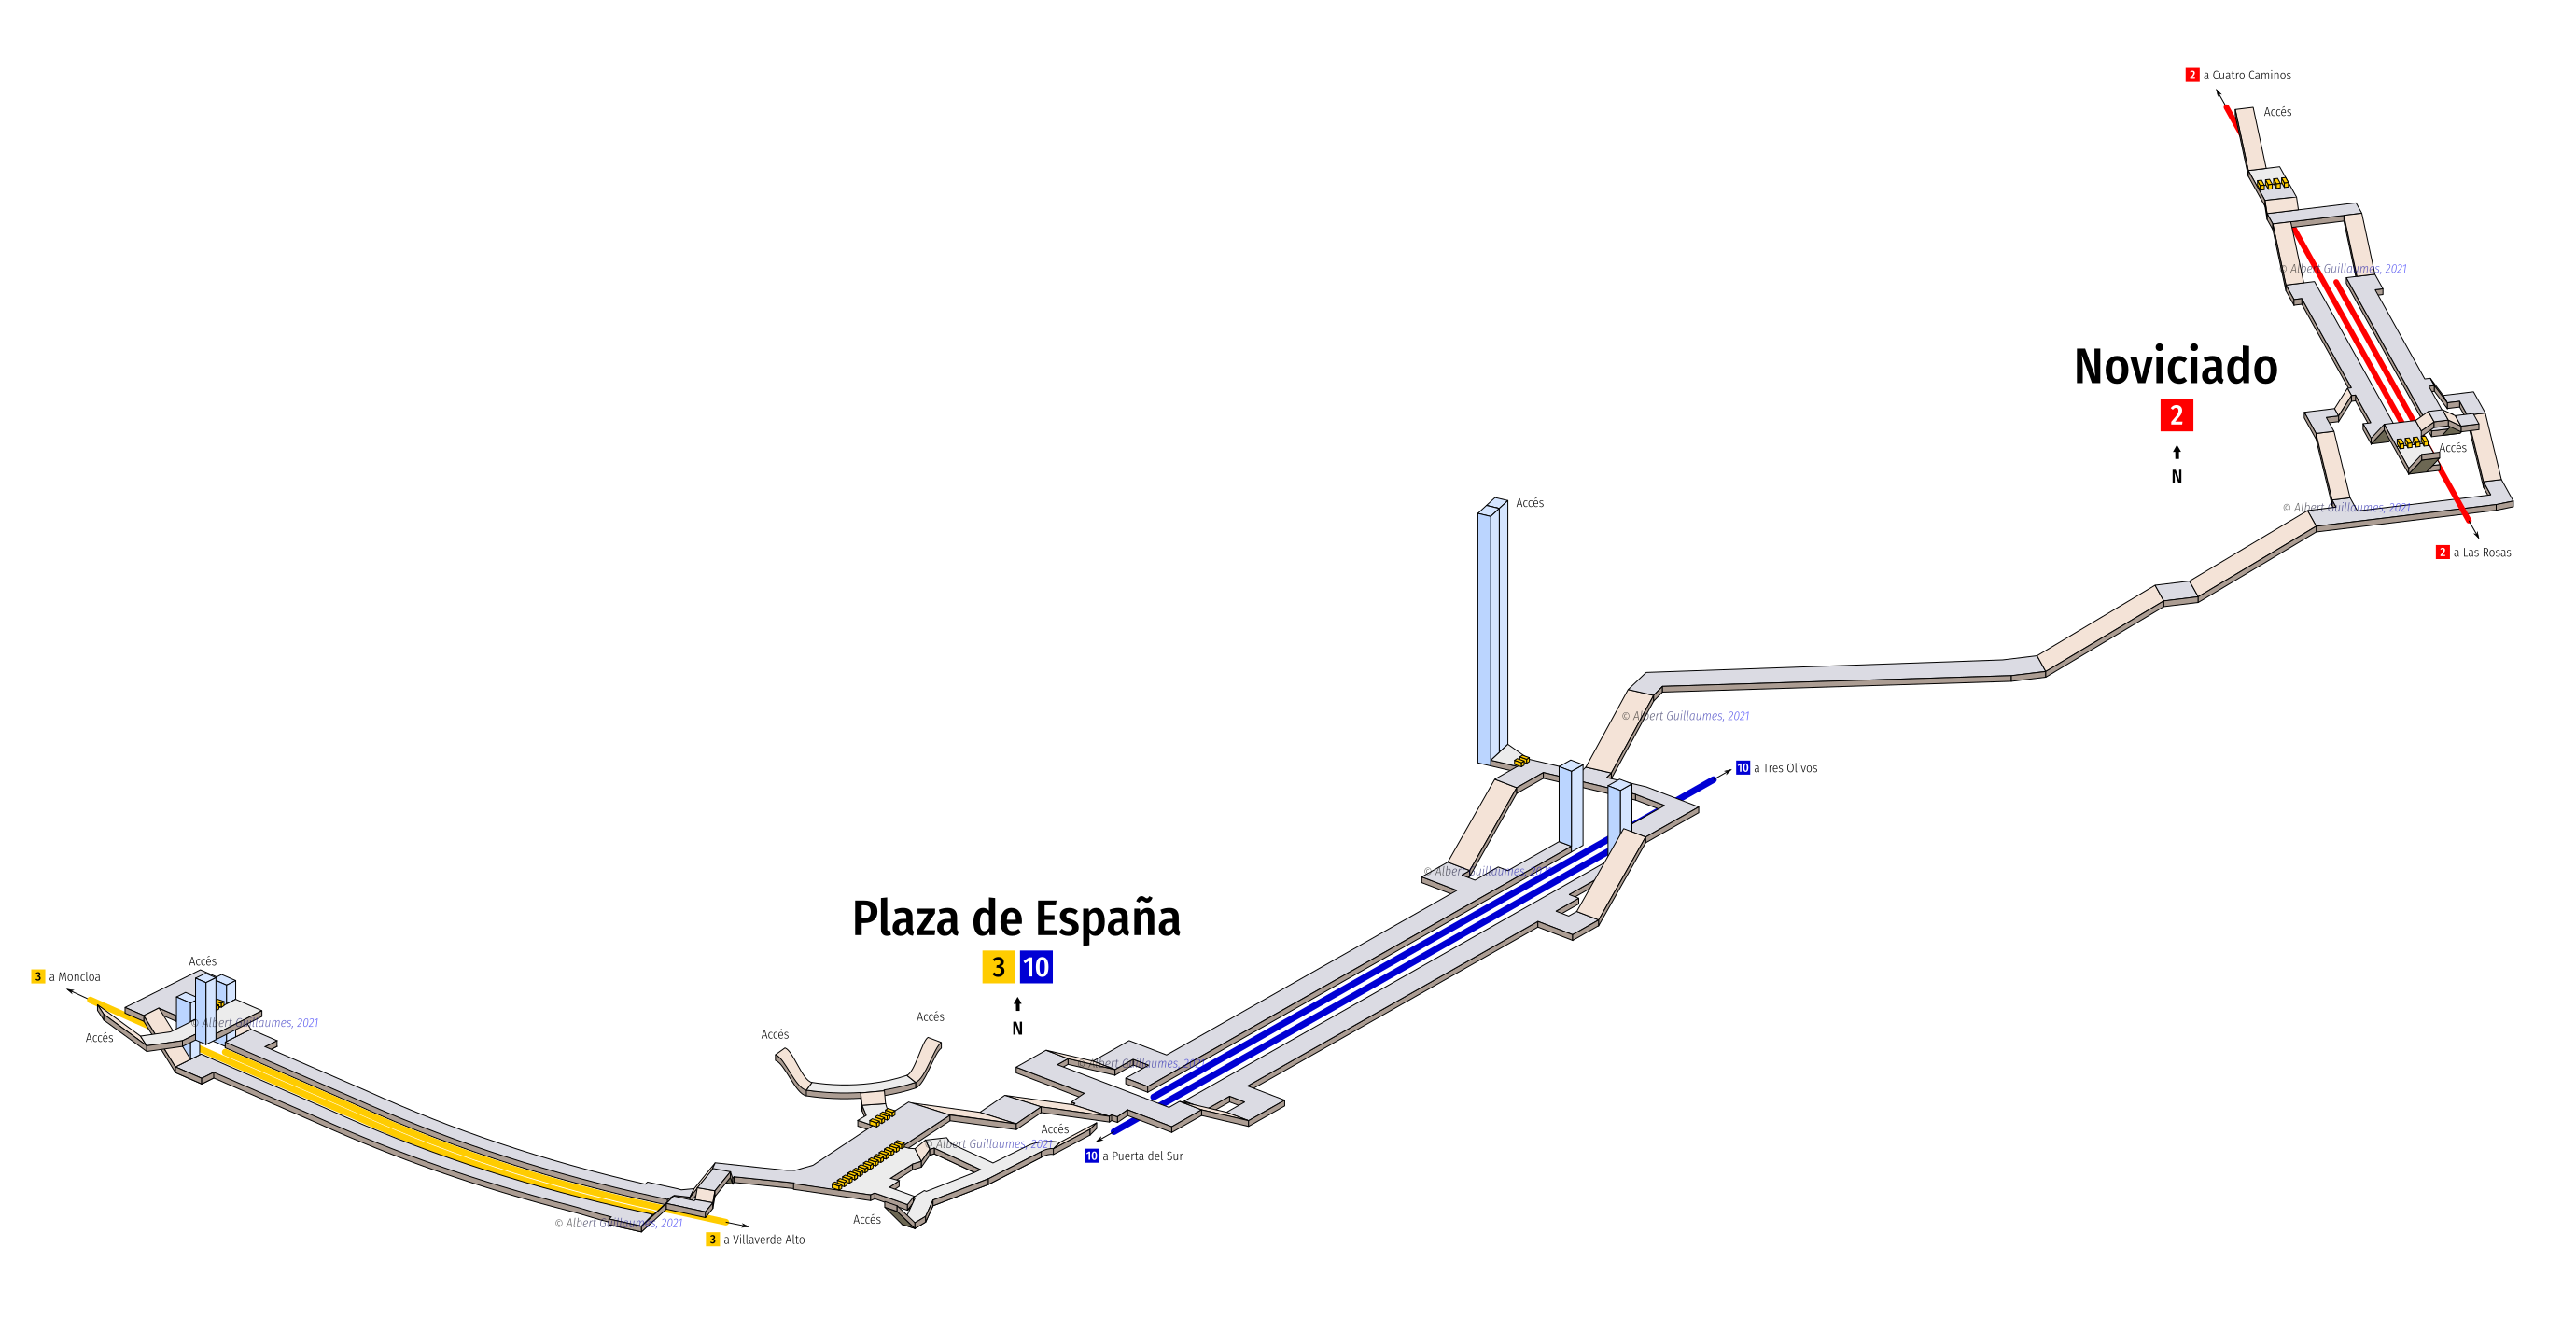 2 a Cuatro Caminos
Accés
© Albert Guillaumes, 2021
Noviciado
2
N
Accés
© Albert Guillaumes, 2021
2 a Las Rosas
Accés
© Albert Guillaumes, 2021
10 a Tres Olivos
© Albert Guillaumes, 2021
Plaza de España
3 10
N
Accés
3 a Moncloa
© Albert Guillaumes, 2021
Accés
Accés
Accés
© Albert Guillaumes, 2021
Accés
© Albert Guillaumes, 2021
10 a Puerta del Sur
Accés
© Albert Guillaumes, 2021
3 a Villaverde Alto